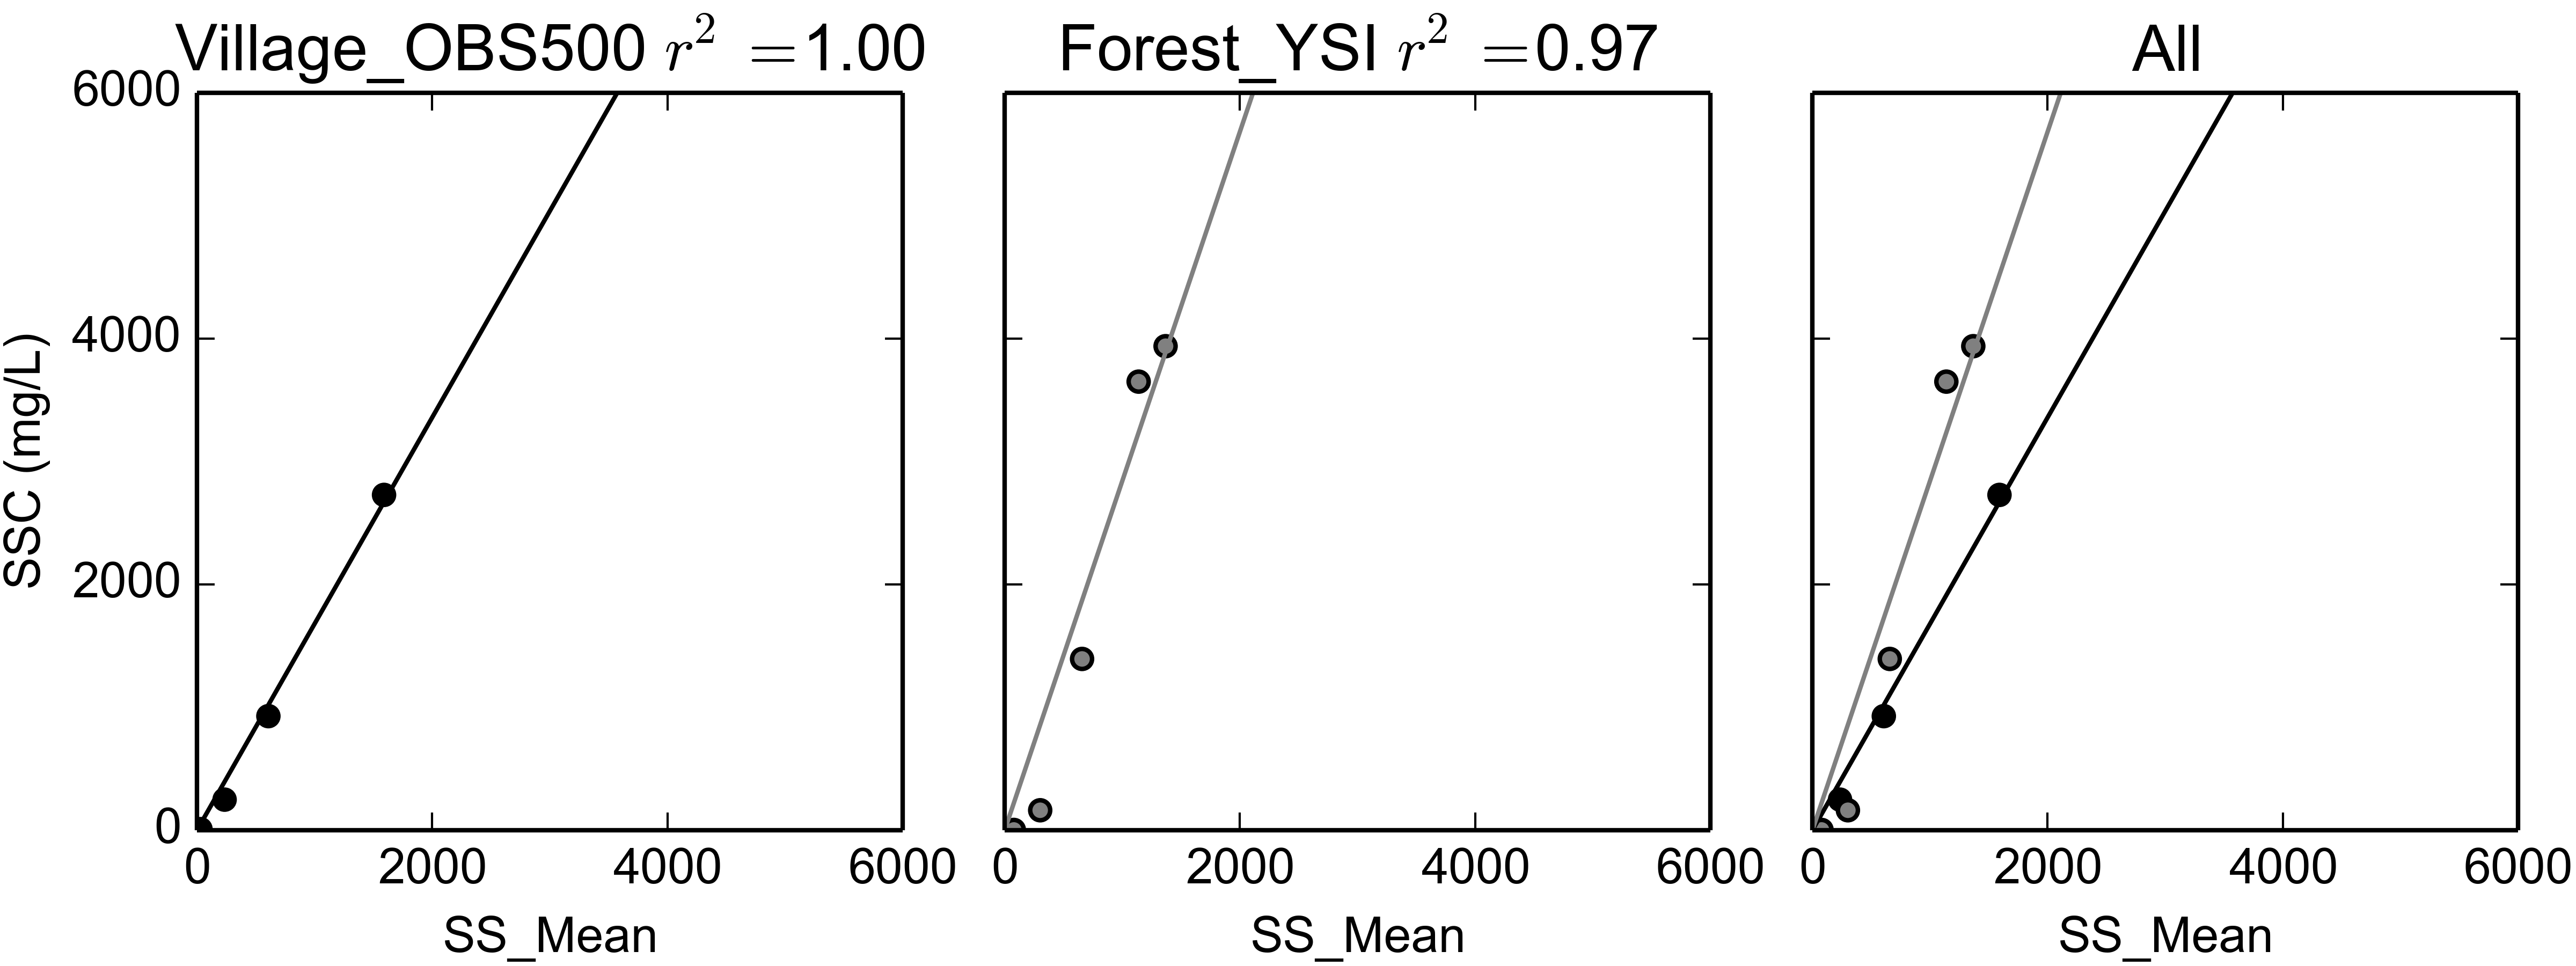 Village_OBS500 r² =1.00
Forest_YSI r² =0.97
All
SSC (mg/L)
6000
4000
2000
0
0 2000 4000 6000
0 2000 4000 6000
0 2000 4000 6000
SS_Mean
SS_Mean
SS_Mean